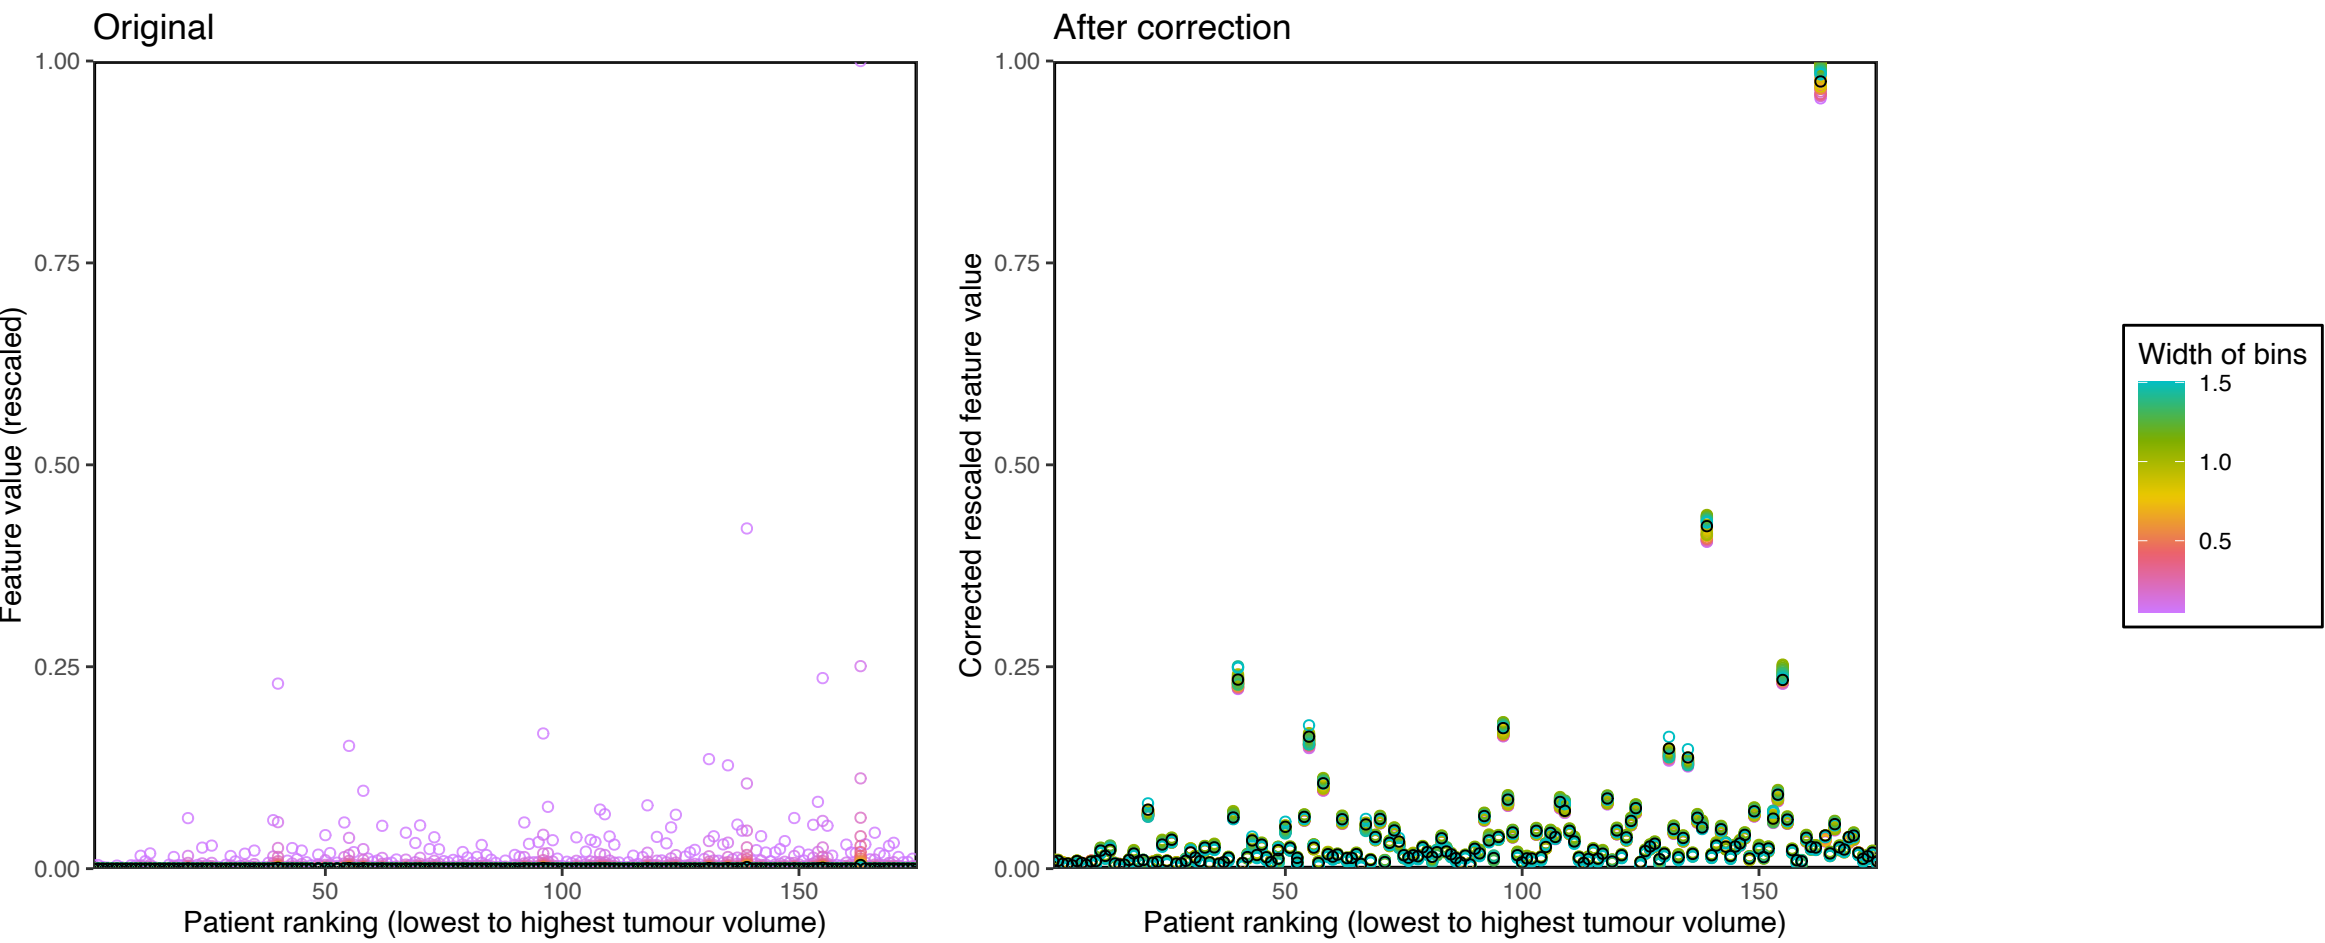 Original
1.00
0.75
0.50
0.25
0.00
50
100
150
Feature value (rescaled)
Patient ranking (lowest to highest tumour volume)
After correction
1.00
0.75
0.50
0.25
0.00
50
100
150
Corrected rescaled feature value
Patient ranking (lowest to highest tumour volume)
Width of bins
1.5
1.0
0.5